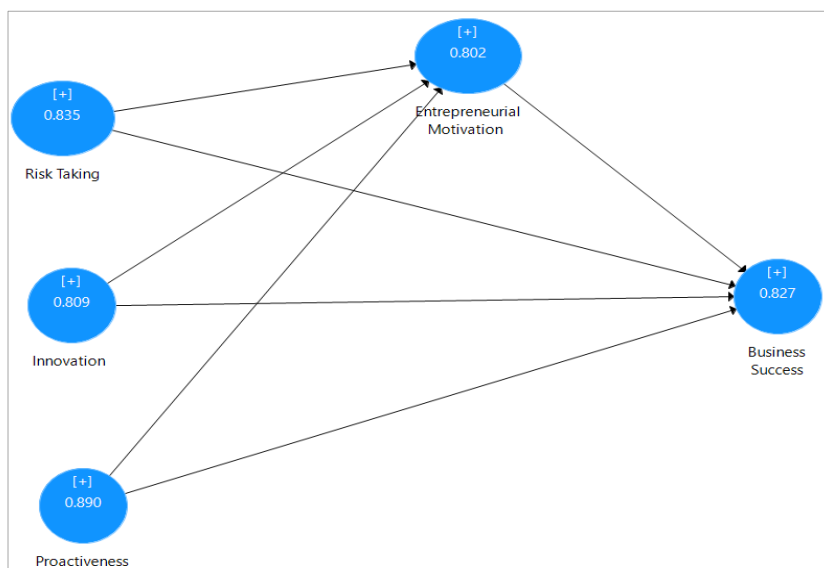 [+]
0.802
Entrepreneurial
Motivation
[+]
0.835
Risk Taking
[+]
0.809
Innovation
[+]
0.827
Business
Success
[+]
0.890
Proactiveness